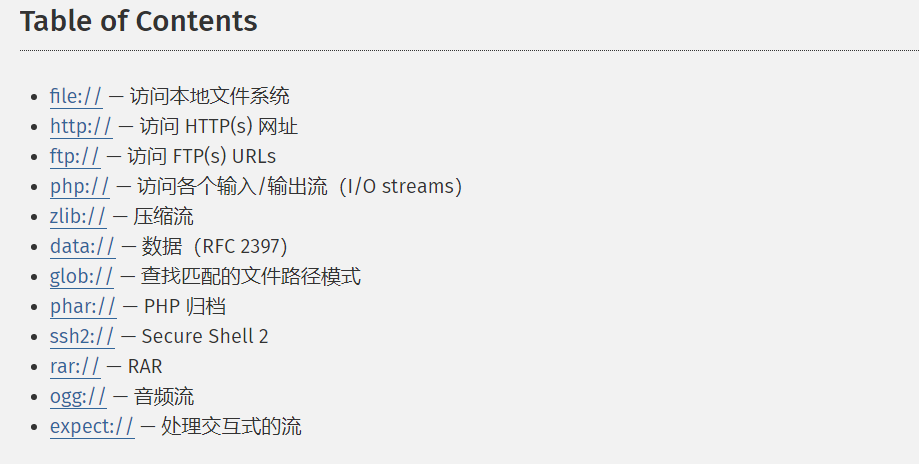 Table of Contents
file:// — 访问本地文件系统
http:// — 访问 HTTP(s) 网址
ftp:// — 访问 FTP(s) URLs
php:// — 访问各个输入/输出流（I/O streams）
zlib:// — 压缩流
data:// — 数据（RFC 2397）
glob:// — 查找匹配的文件路径模式
phar:// — PHP 归档
ssh2:// — Secure Shell 2
rar:// — RAR
ogg:// — 音频流
expect:// — 处理交互式的流